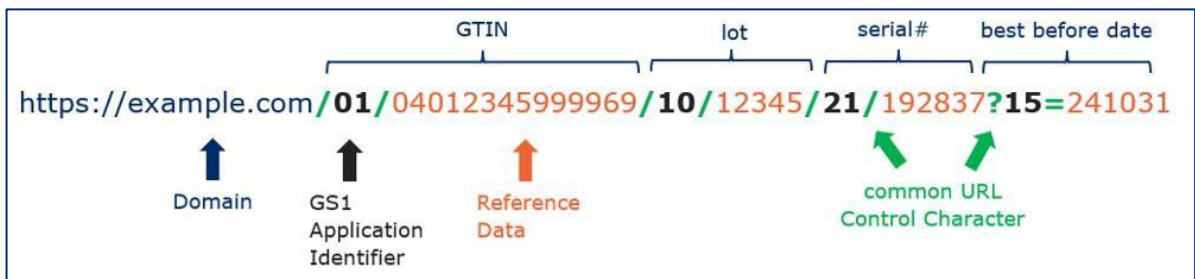 GTIN lot serial# best before date
https://example.com/01/04012345999969/10/12345/21/192837?15=241031
Domain GS1 Reference common URL
Application Data Control Character
Identifier